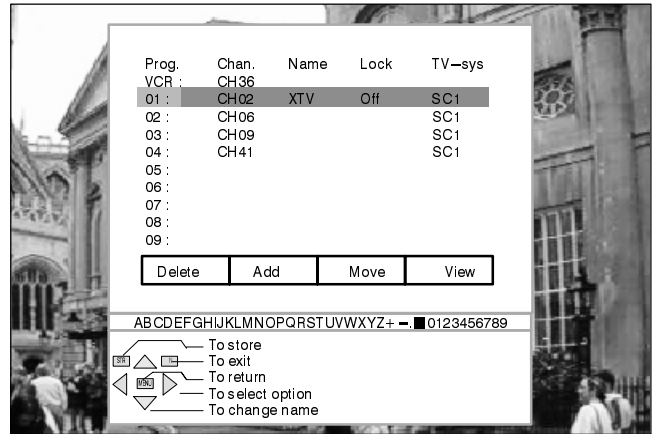 Prog. Chan. Name Lock TV-sys
VCR : CH36
01 : CH02 XTV Off SC1
02 : CH06 SC1
03 : CH09 SC1
04 : CH41 SC1
05 :
06 :
07 :
08 :
09 :
Delete Add Move View
ABCDEFGHIJKLMNOPQRSTUVWXYZ+ -.■0123456789
To store
STR To exit
MENU To return
To select option
To change name